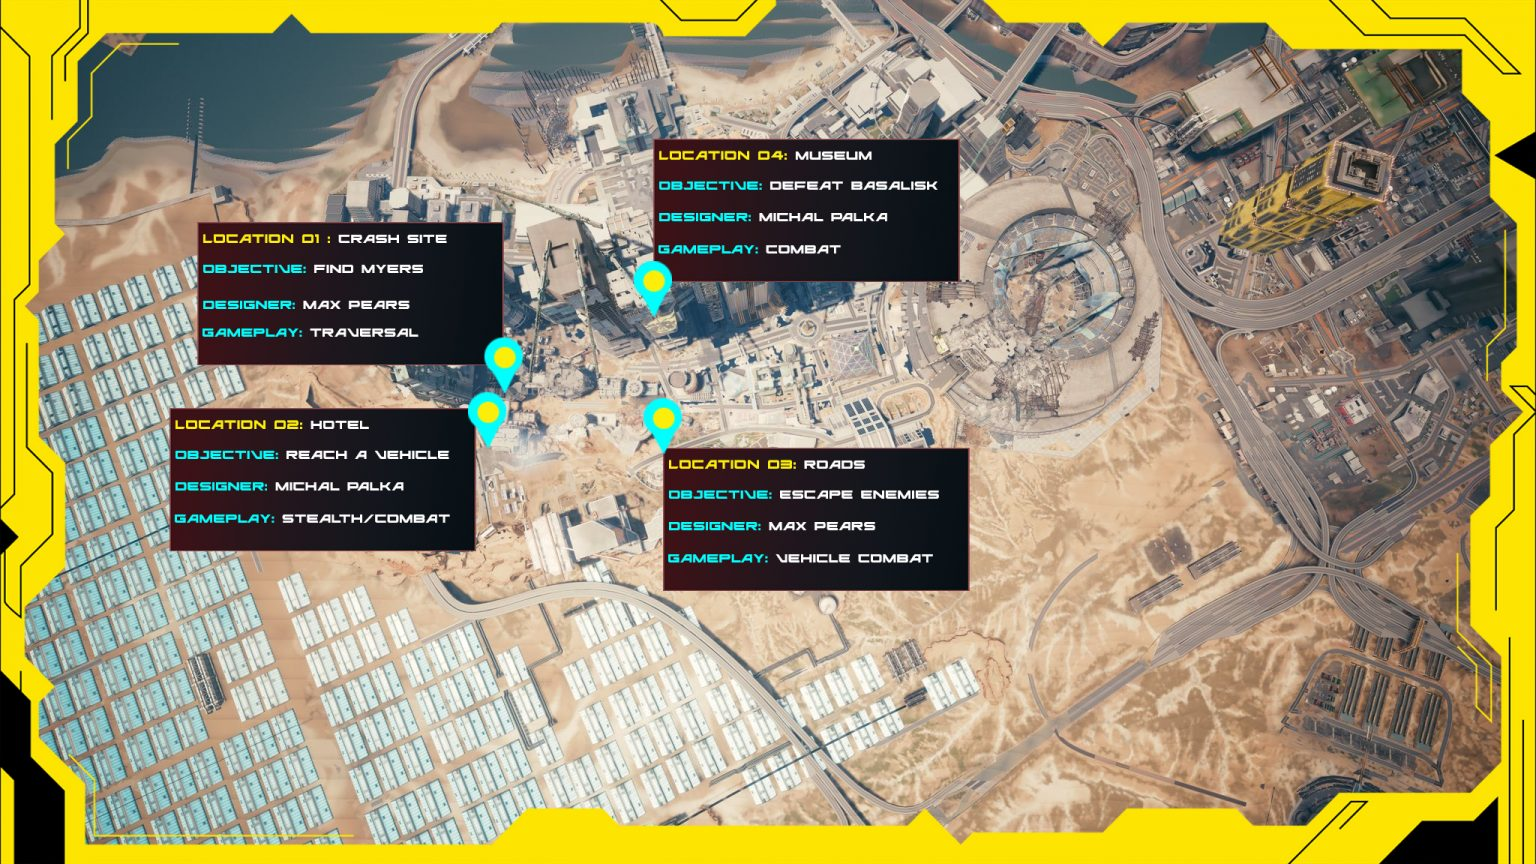 LOCATION 01 : CRASH SITE
OBJECTIVE: FIND MYERS
DESIGNER: MAX PEARS
GAMEPLAY: TRAVERSAL
LOCATION 02: HOTEL
OBJECTIVE: REACH A VEHICLE
DESIGNER: MICHAL PALKA
GAMEPLAY: STEALTH/COMBAT
LOCATION 03: ROADS
OBJECTIVE: ESCAPE ENEMIES
DESIGNER: MAX PEARS
GAMEPLAY: VEHICLE COMBAT
LOCATION 04: MUSEUM
OBJECTIVE: DEFEAT BASALISK
DESIGNER: MICHAL PALKA
GAMEPLAY: COMBAT